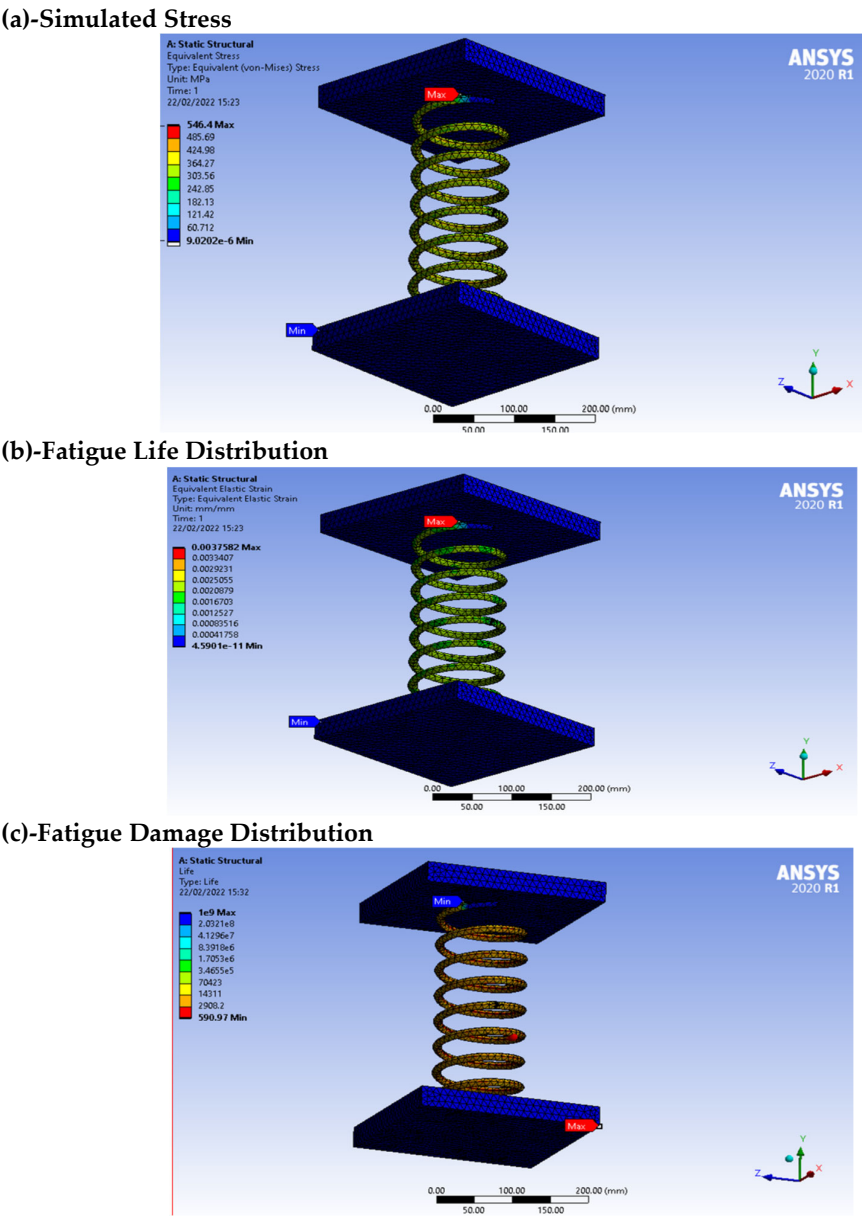 (a)-Simulated Stress
A: Static Structural
Equivalent Stress
Type: Equivalent (von-Mises) Stress
Unit: MPa
Time: 1
22/02/2022 15:23
ANSYS
2020 R1
546.4 Max
485.69
424.98
364.27
303.56
242.85
182.13
121.42
60.712
9.0202e-6 Min
Max
Min
Y
Z
X
0.00 100.00 200.00 (mm)
50.00 150.00
(b)-Fatigue Life Distribution
A: Static Structural
Equivalent Elastic Strain
Type: Equivalent Elastic Strain
Unit: mm/mm
Time: 1
22/02/2022 15:23
ANSYS
2020 R1
0.0037582 Max
0.0033407
0.0029231
0.0025055
0.0020879
0.0016703
0.0012527
0.00083516
0.00041758
4.5901e-11 Min
Max
Min
Y
Z
X
0.00 100.00 200.00 (mm)
50.00 150.00
(c)-Fatigue Damage Distribution
A: Static Structural
Life
Type: Life
22/02/2022 15:32
ANSYS
2020 R1
1e9 Max
2.0321e8
4.1296e7
8.3918e6
1.7053e6
3.4655e5
70423
14311
2908.2
590.97 Min
Min
Max
Y
Z
X
0.00 100.00 200.00 (mm)
50.00 150.00